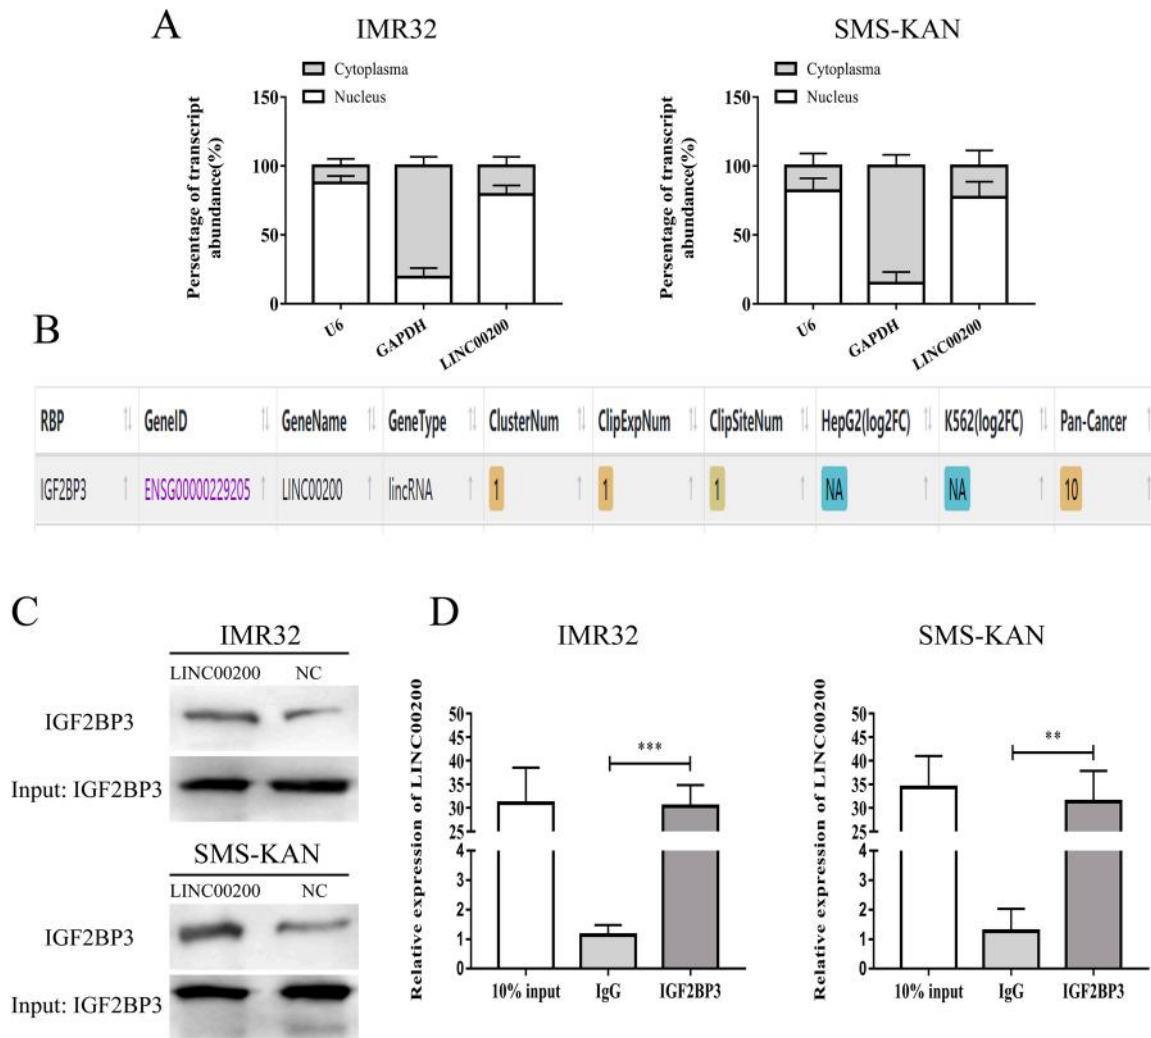 A
IMR32
Cytoplasma
Nucleus
Persentage of transcript
abundance(%)
150
100
50
0
U6
GAPDH
LINC00200
SMS-KAN
Cytoplasma
Nucleus
Persentage of transcript
abundance(%)
150
100
50
0
U6
GAPDH
LINC00200
B
RBP GeneID GeneName GeneType ClusterNum ClipExpNum ClipSiteNum HepG2(log2FC) K562(log2FC) Pan-Cancer
IGF2BP3 ENSG00000229205 LINC00200 lincRNA 1 1 1 NA NA 10
C
IMR32
LINC00200 NC
IGF2BP3
Input: IGF2BP3
SMS-KAN
LINC00200 NC
IGF2BP3
Input: IGF2BP3
D
IMR32
Relative expression of LINC00200
50
45
40
35
30
25
4
3
2
1
0
***
10% input IgG IGF2BP3
SMS-KAN
Relative expression of LINC00200
50
45
40
35
30
25
4
3
2
1
0
**
10% input IgG IGF2BP3